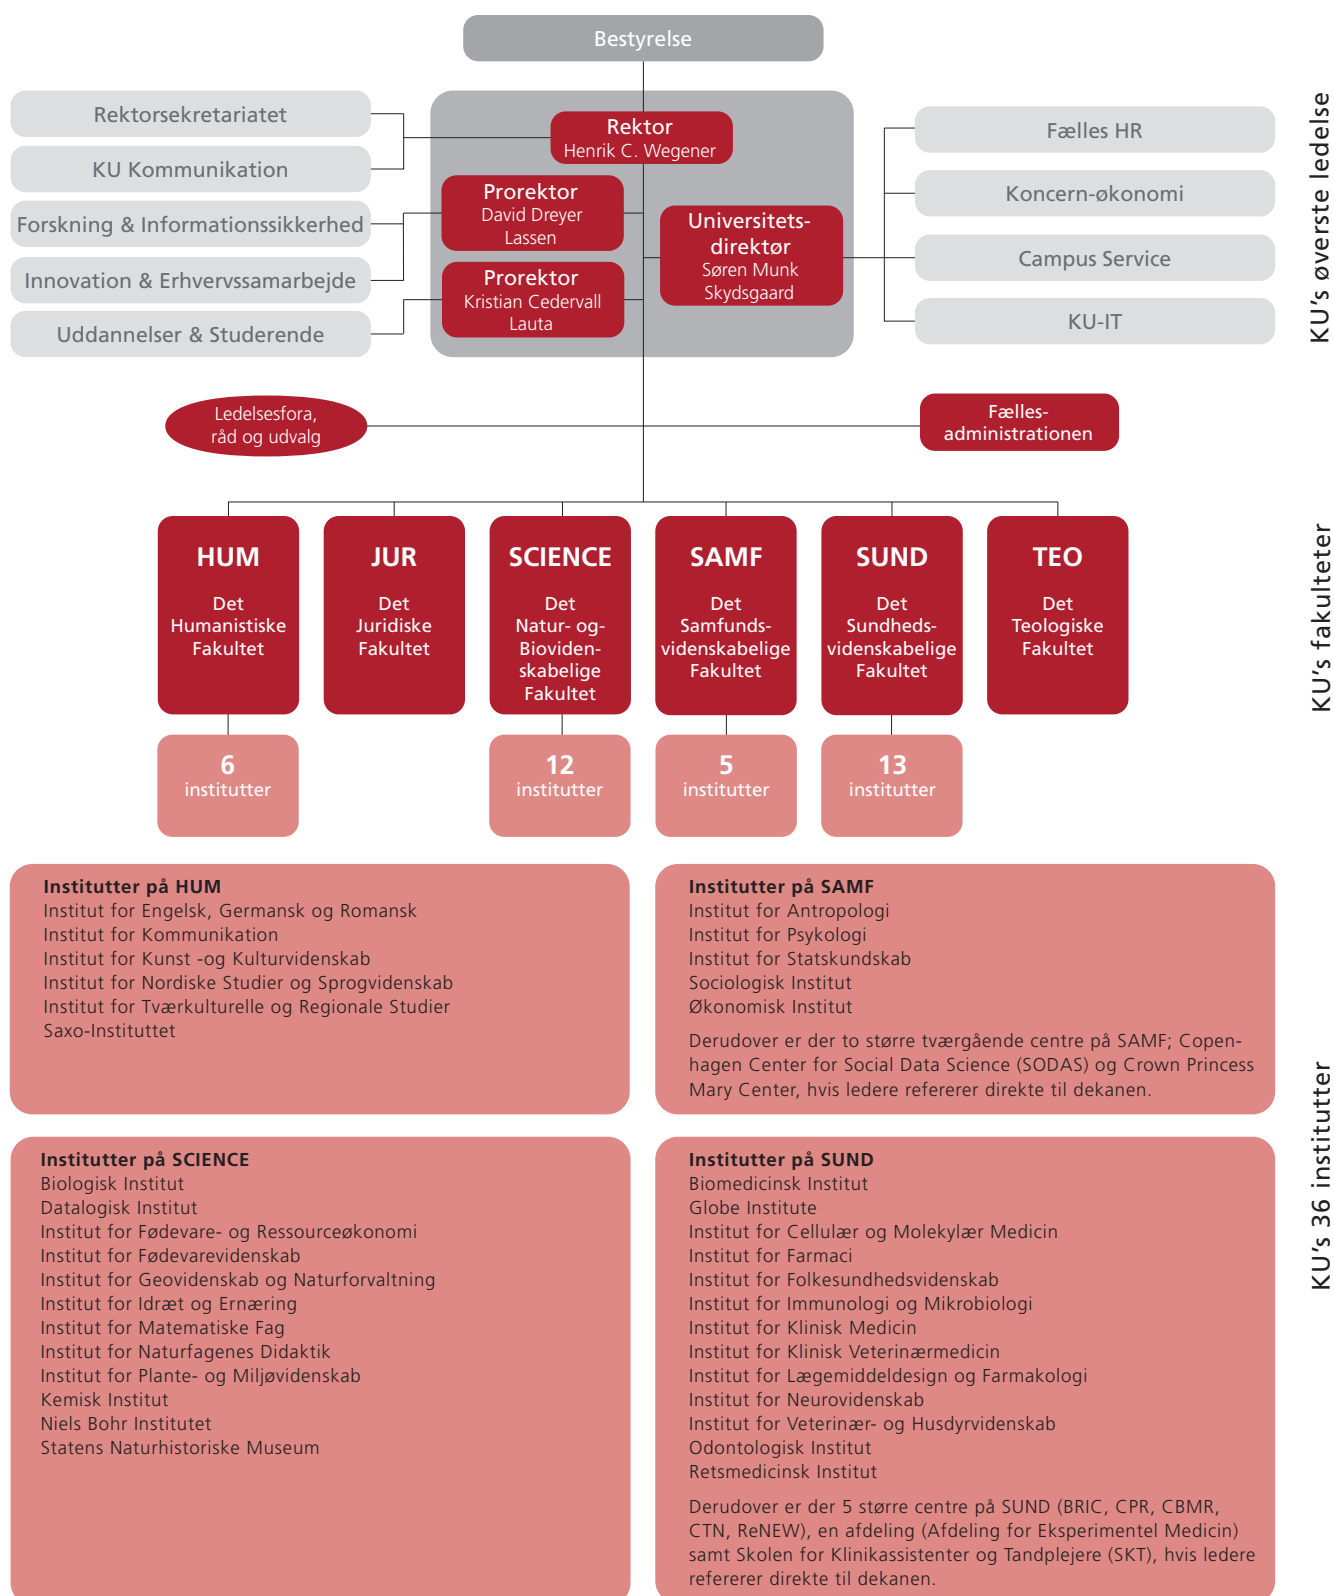 Bestyrelse
Rektorsekretariatet
KU Kommunikation
Forskning & Informationssikkerhed
Innovation & Erhvervssamarbejde
Uddannelser & Studerende
Rektor
Henrik C. Wegener
Prorektor
David Dreyer
Lassen
Prorektor
Kristian Cedervall
Lauta
Universitets-
direktør
Søren Munk
Skydsgaard
Fælles HR
Koncern-økonomi
Campus Service
KU-IT
KU's øverste ledelse
Ledelsesfora,
råd og udvalg
Fælles-
administrationen
HUM
Det
Humanistiske
Fakultet
JUR
Det
Juridiske
Fakultet
SCIENCE
Det
Natur- og-
Bioviden-
skabelige
Fakultet
SAMF
Det
Samfunds-
videnskabelige
Fakultet
SUND
Det
Sundheds-
videnskabelige
Fakultet
TEO
Det
Teologiske
Fakultet
KU's fakulteter
6
institutter
12
institutter
5
institutter
13
institutter
Institutter på HUM
Institut for Engelsk, Germansk og Romansk
Institut for Kommunikation
Institut for Kunst -og Kulturvidenskab
Institut for Nordiske Studier og Sprogvidenskab
Institut for Tværkulturelle og Regionale Studier
Saxo-Instituttet
Institutter på SAMF
Institut for Antropologi
Institut for Psykologi
Institut for Statskundskab
Sociologisk Institut
Økonomisk Institut
Derudover er der to større tværgående centre på SAMF; Copen-
hagen Center for Social Data Science (SODAS) og Crown Princess
Mary Center, hvis ledere refererer direkte til dekanen.
Institutter på SCIENCE
Biologisk Institut
Datalogisk Institut
Institut for Fødevare- og Ressourceøkonomi
Institut for Fødevarevidenskab
Institut for Geovidenskab og Naturforvaltning
Institut for Idræt og Ernæring
Institut for Matematiske Fag
Institut for Naturfagenes Didaktik
Institut for Plante- og Miljøvidenskab
Kemisk Institut
Niels Bohr Institutet
Statens Naturhistoriske Museum
Institutter på SUND
Biomedicinsk Institut
Globe Institute
Institut for Cellulær og Molekylær Medicin
Institut for Farmaci
Institut for Folkesundhedsvidenskab
Institut for Immunologi og Mikrobiologi
Institut for Klinisk Medicin
Institut for Klinisk Veterinærmedicin
Institut for Lægemiddeldesign og Farmakologi
Institut for Neurovidenskab
Institut for Veterinær- og Husdyrvidenskab
Odontologisk Institut
Retsmedicinsk Institut
Derudover er der 5 større centre på SUND (BRIC, CPR, CBMR,
CTN, ReNEW), en afdeling (Afdeling for Eksperimentel Medicin)
samt Skolen for Klinikassistenter og Tandplejere (SKT), hvis ledere
refererer direkte til dekanen.
KU's 36 institutter